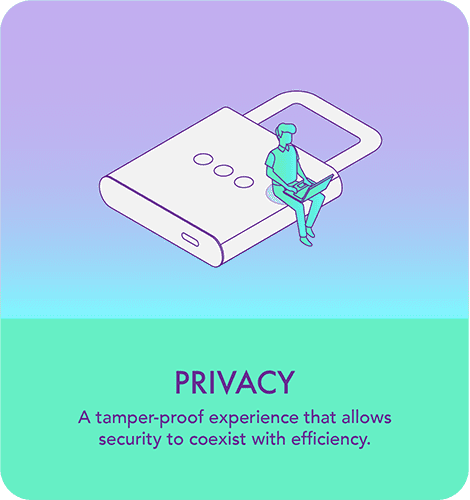 PRIVACY
A tamper-proof experience that allows
security to coexist with efficiency.